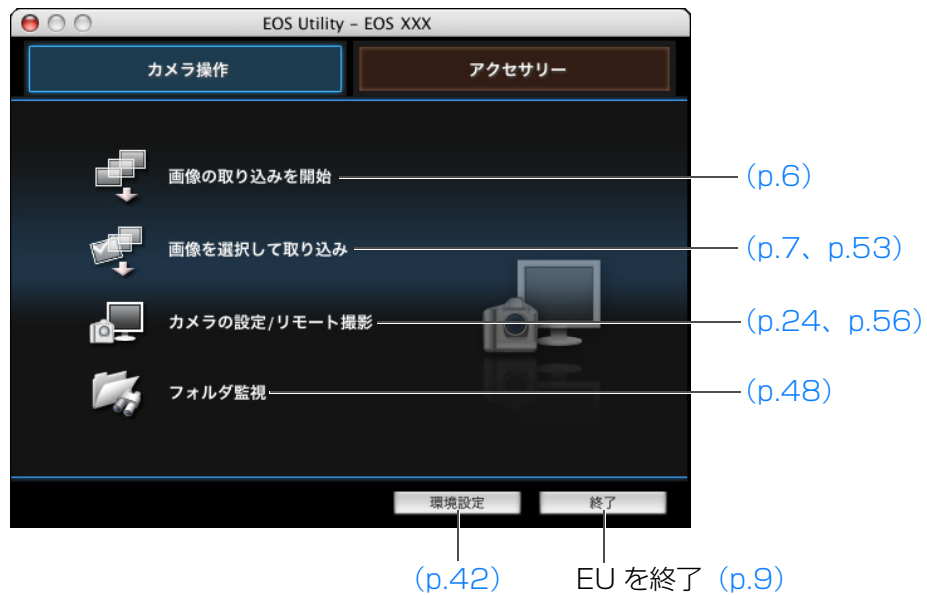 EOS Utility – EOS XXX
カメラ操作 アクセサリー
画像の取り込みを開始 (p.6)
画像を選択して取り込み (p.7、p.53)
カメラの設定/リモート撮影 (p.24、p.56)
フォルダ監視 (p.48)
環境設定 終了
(p.42) EU を終了 (p.9)